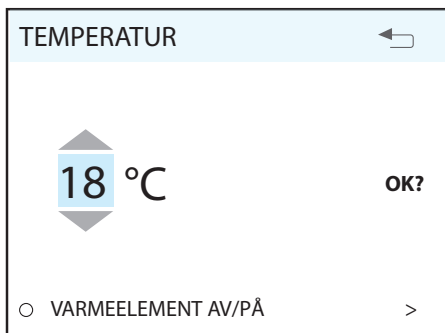 TEMPERATUR
18 °C
OK?
VARMEELEMENT AV/PÅ >